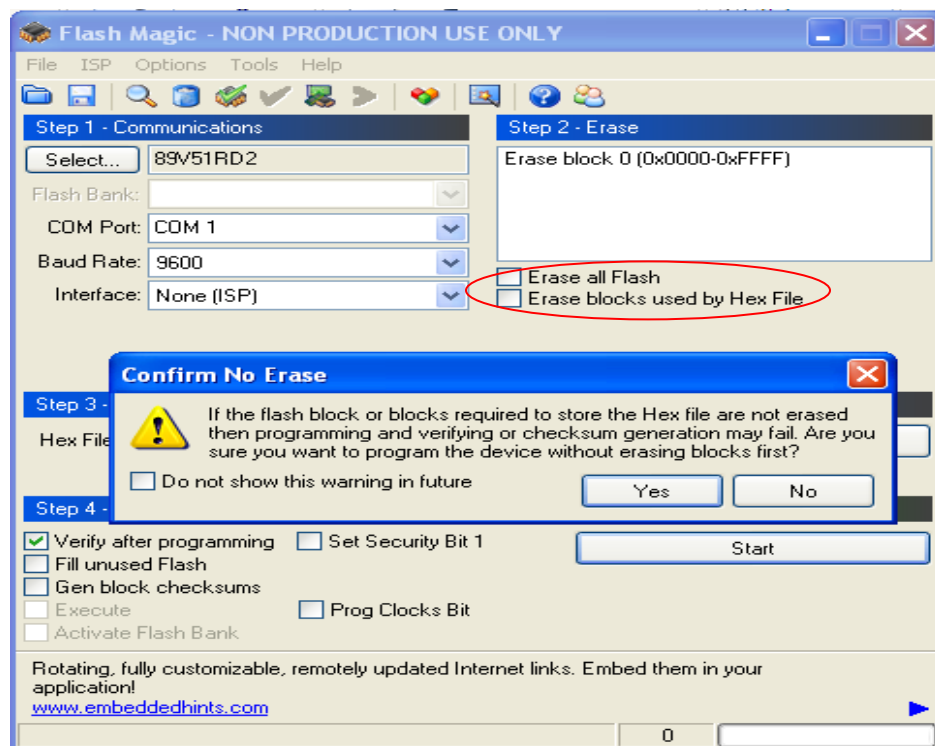 Flash Magic - NON PRODUCTION USE ONLY
File ISP Options Tools Help
Step 1 - Communications
Select... 89V51RD2
Flash Bank:
COM Port: COM 1
Baud Rate: 9600
Interface: None (ISP)
Step 2 - Erase
Erase block 0 (0x0000-0xFFFF)
Erase all Flash
Erase blocks used by Hex File
Confirm No Erase
If the flash block or blocks required to store the Hex file are not erased
then programming and verifying or checksum generation may fail. Are you
sure you want to program the device without erasing blocks first?
Do not show this warning in future
Yes No
Step 3 -
Hex File
Step 4 -
Verify after programming Set Security Bit 1
Fill unused Flash
Gen block checksums
Execute Prog Clocks Bit
Activate Flash Bank
Start
Rotating, fully customizable, remotely updated Internet links. Embed them in your
application!
www.embeddedhints.com
0